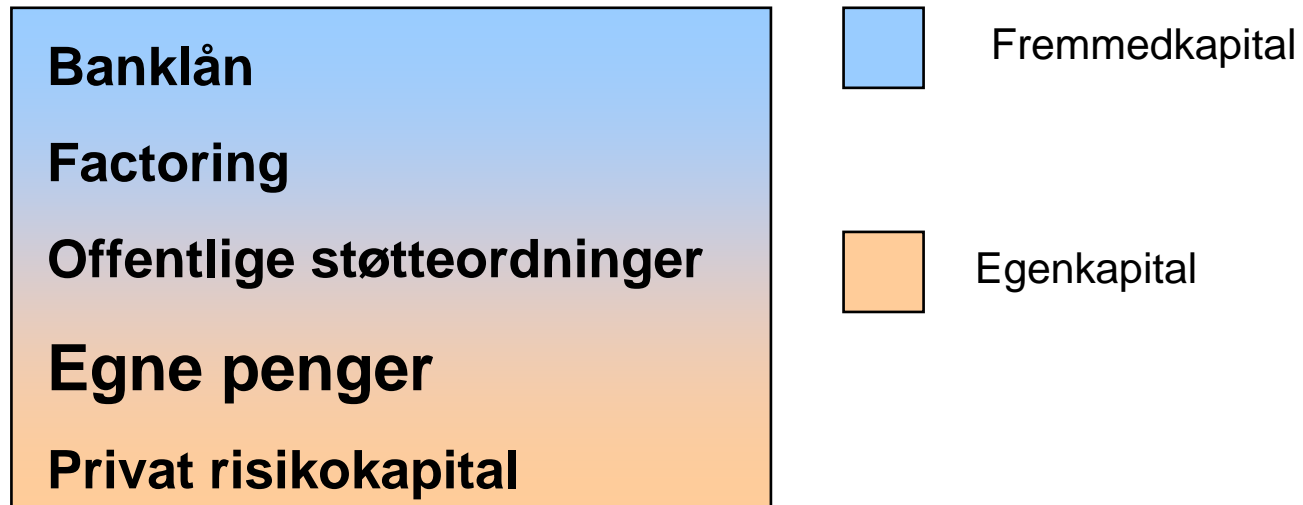 Banklån
Factoring
Offentlige støtteordninger
Egne penger
Privat risikokapital
Fremmedkapital
Egenkapital